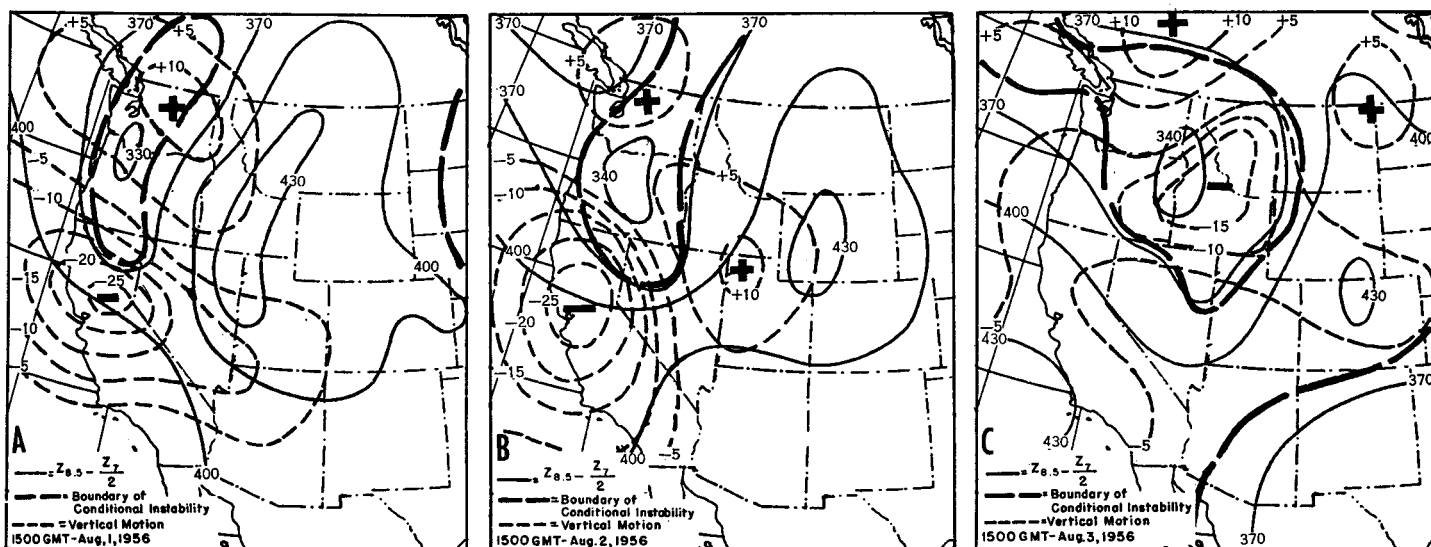 370
+5
370
+10
330
400
-5
-10
430
-20
-25
-15
-10
-5
400
400
A
Z8.5 - Z7/2
= Boundary of
Conditional Instability
= Vertical Motion
1500 GMT-Aug, 1, 1956
370
370
+5
370
-5
-10
340
+5
400
430
-25
+10
-20
-15
400
-5
B
= Z8.5 - Z7/2
= Boundary of
Conditional Instability
= Vertical Motion
1500 GMT-Aug. 2, 1956
+10
+10
+5
+5
+5
370
340
400
400
-15
-10
430
-5
430
370
430
-5
C
= Z8.5 - Z7/2
= Boundary of
Conditional Instability
= Vertical Motion
1500 GMT-Aug. 3, 1956
370